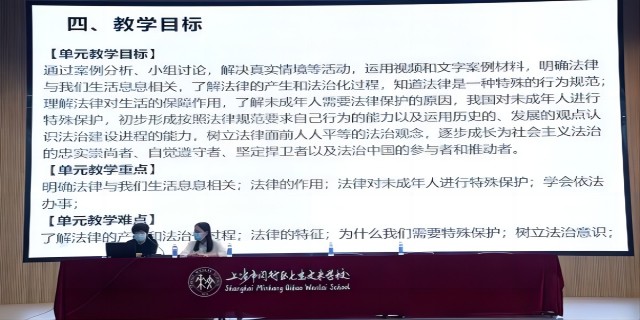 四、教学目标
【单元教学目标】
通过案例分析、小组讨论，解决真实情境等活动，运用视频和文字案例材料，明确法律
与我们生活息息相关，了解法律的产生和法治化过程，知道法律是一种特殊的行为规范；
理解法律对生活的保障作用，了解未成年人需要法律保护的原因，我国对未成年人进行
特殊保护，初步形成按照法律规范要求自己行为的能力以及运用历史的、发展的观点认
识法治建设进程的能力，树立法律面前人人平等的法治观念，逐步成长为社会主义法治
的忠实崇尚者、自觉遵守者、坚定捍卫者以及法治中国的参与者和推动者。
【单元教学重点】
明确法律与我们生活息息相关；法律的作用；法律对未成年人进行特殊保护；学会依法
办事；
【单元教学难点】
了解法律的产 和法治 过程；法律的特征；为什么我们需要特殊保护；树立法治意识；
上海市闵行区七宝文来学校
Shanghai Minhang Qibao Wenlai School